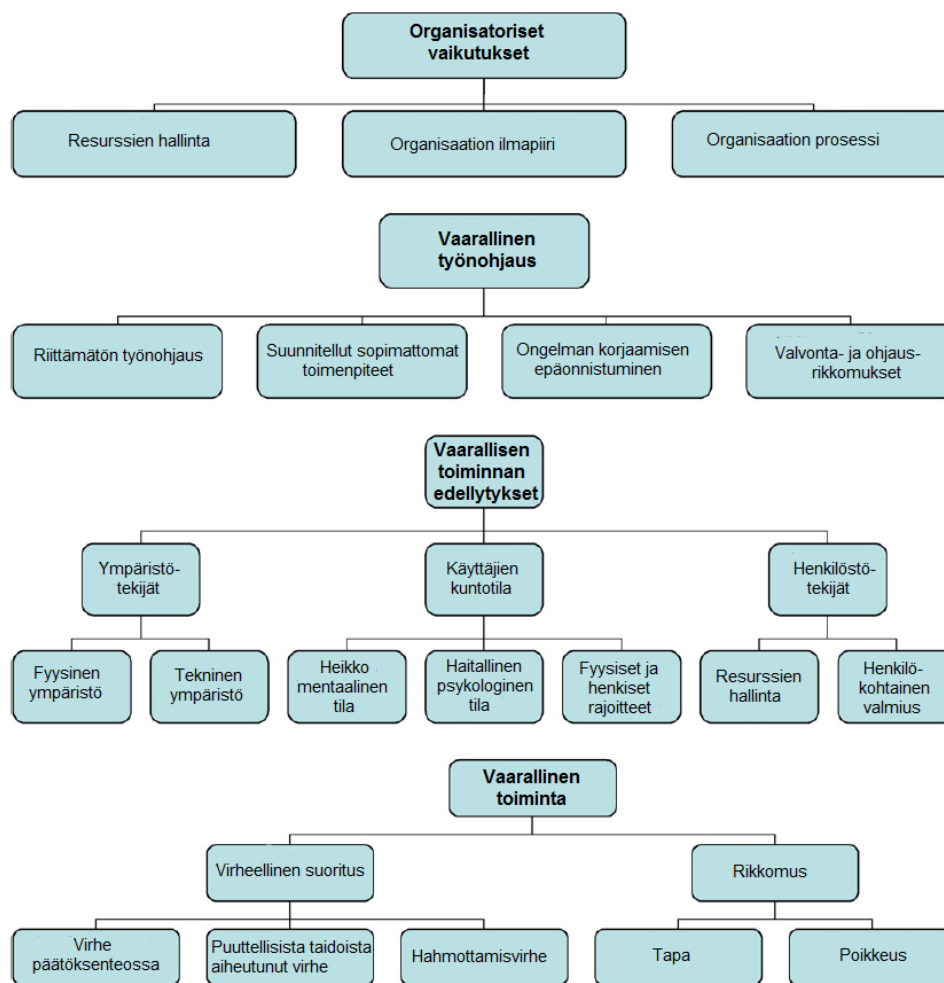 Organisatoriset
vaikutukset
Resurssien hallinta
Organisaation ilmapiiri
Organisaation prosessi
Vaarallinen
työnohjaus
Riittämätön työnohjaus
Suunnitellut sopimattomat
toimenpiteet
Ongelman korjaamisen
epäonnistuminen
Valvonta- ja ohjaus-
rikkomukset
Vaarallisen
toiminnan
edellytykset
Ympäristö-
tekijät
Käyttäjien
kuntotila
Henkilöstö-
tekijät
Fyysinen
ympäristö
Tekninen
ympäristö
Heikko
mentaalinen
tila
Haitallinen
psykologinen
tila
Fyysiset ja
henkiset
rajoitteet
Resurssien
hallinta
Henkilö-
kohtainen
valmius
Vaarallinen
toiminta
Virheellinen suoritus
Rikkomus
Virhe
päätöksenteossa
Puuttellisista taidoista
aiheutunut virhe
Hahmottamisvirhe
Tapa
Poikkeus